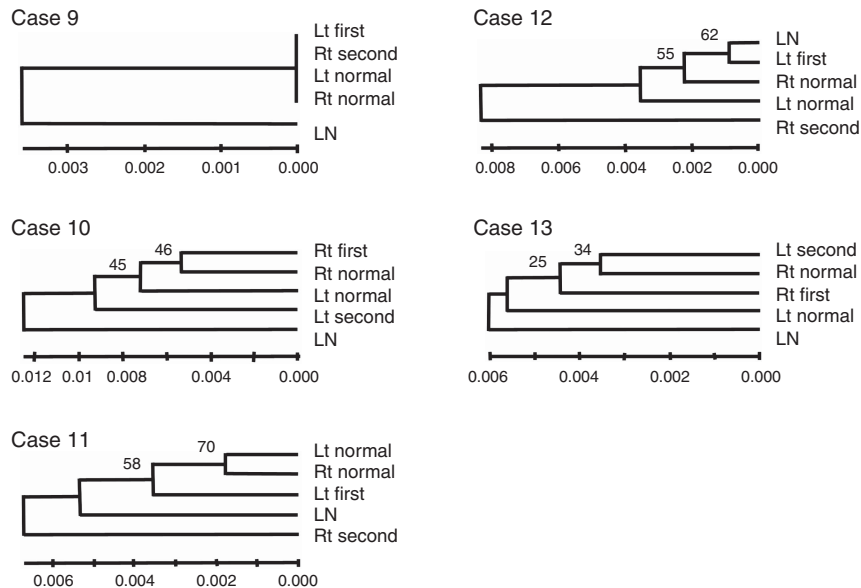 Case 9
Lt first
Rt second
Lt normal
Rt normal
LN
0.003 0.002 0.001 0.000
Case 10
46
45
Rt first
Rt normal
Lt normal
Lt second
LN
0.012 0.01 0.008 0.004 0.000
Case 11
70
58
Lt normal
Rt normal
Lt first
LN
Rt second
0.006 0.004 0.002 0.000
Case 12
62
55
LN
Lt first
Rt normal
Lt normal
Rt second
0.008 0.006 0.004 0.002 0.000
Case 13
34
25
Lt second
Rt normal
Rt first
Lt normal
LN
0.006 0.004 0.002 0.000